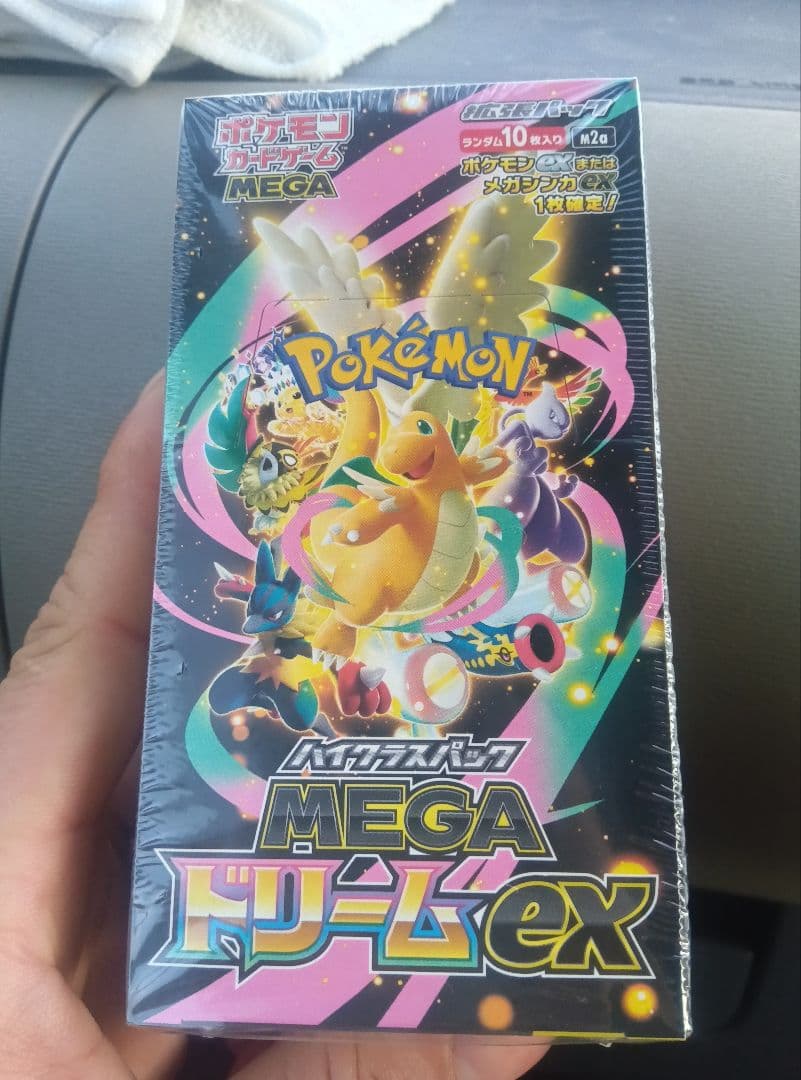 ポケモン
カードゲーム
MEGA
拡張パック
ランダム10枚入り M2a
ポケモンexまたは
メガシンカex
1枚確定!
POKéMON
ハイクラスパック
MEGA
ドリームex